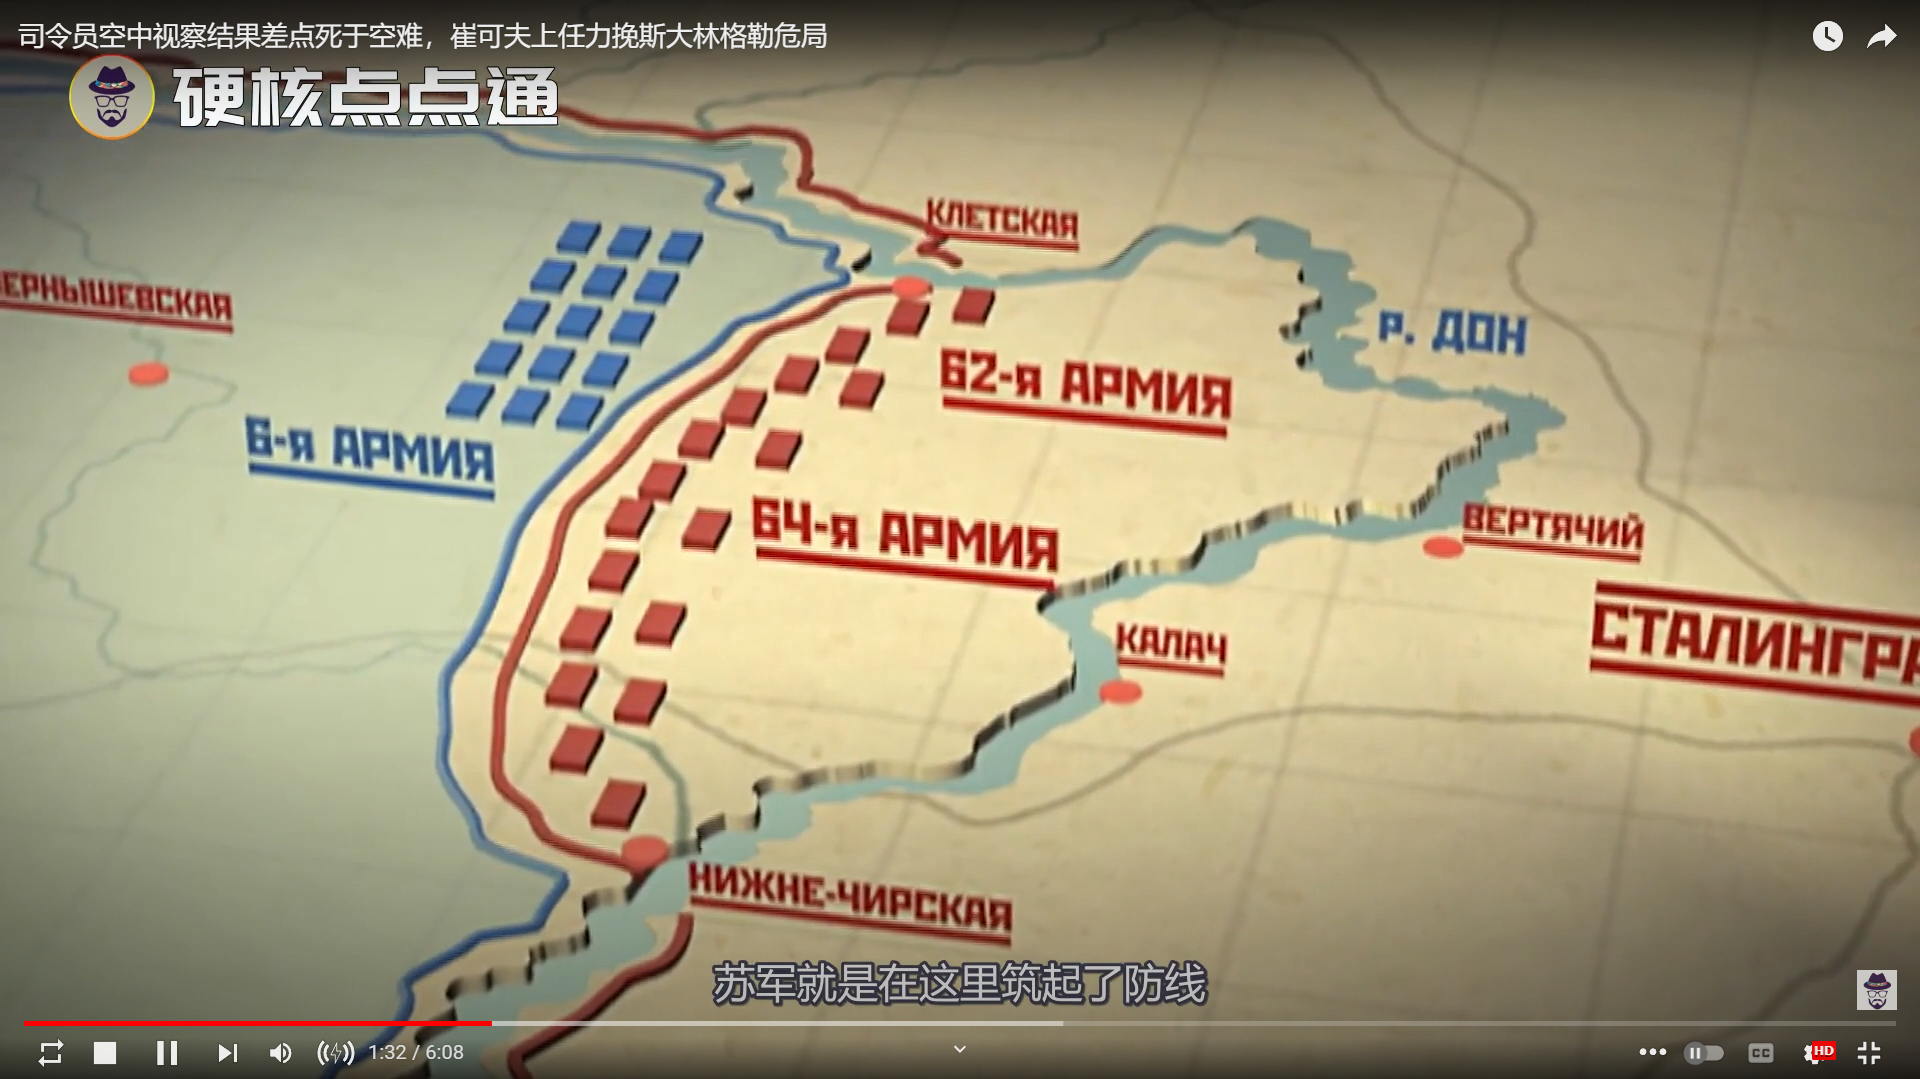 司令员空中视察结果差点死于空难，崔可夫上任力挽斯大林格勒危局
硬核点点通
КЛЕТСКАЯ
ЕРНЫШЕВСКАЯ
Р. ДОН
62-я АРМИЯ
6-я АРМИЯ
64-я АРМИЯ
ВЕРТЯЧИЙ
СТАЛИНГРА
КАЛАЧ
НИЖНЕ-ЧИРСКАЯ
苏军就是在这里筑起了防线
1:32 / 6:08
CC
HD